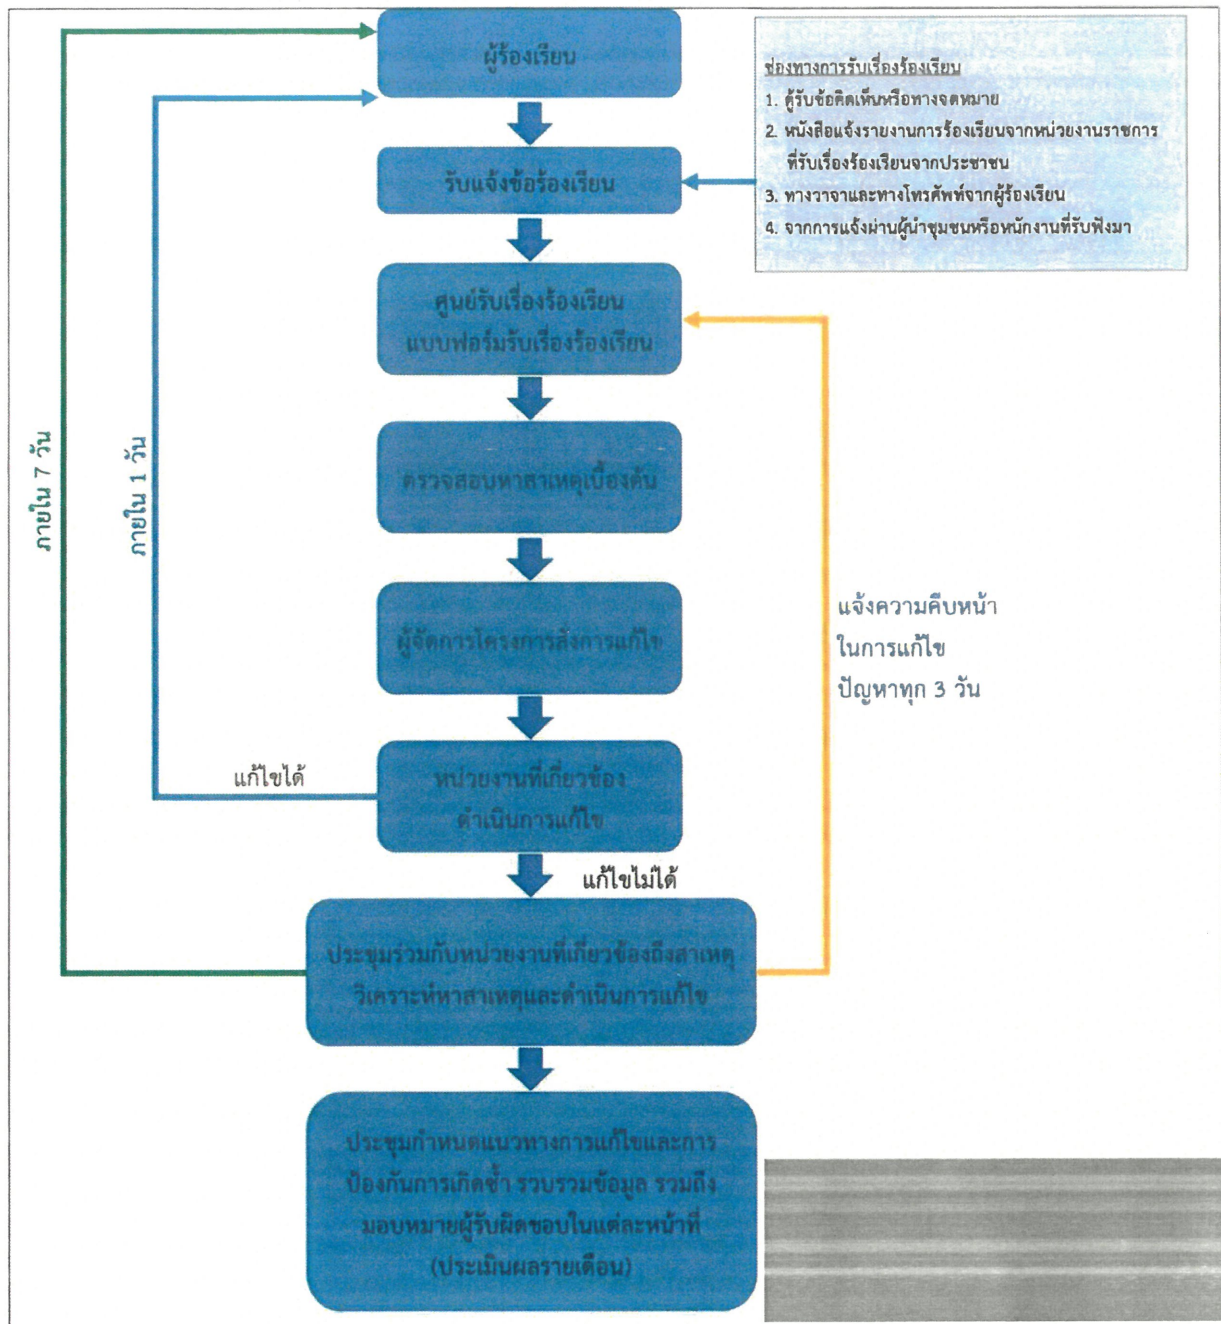 ผู้ร้องเรียน
ช่องทางการรับเรื่องร้องเรียน
1. ตู้รับข้อคิดเห็นหรือทางจดหมาย
2. หนังสือแจ้งรายงานการร้องเรียนจากหน่วยงานราชการ
ที่รับเรื่องร้องเรียนจากประชาชน
3. ทางวาจาและทางโทรศัพท์จากผู้ร้องเรียน
4. จากการแจ้งผ่านผู้นำชุมชนหรือพนักงานที่รับฟังมา
รับแจ้งข้อร้องเรียน
ศูนย์รับเรื่องร้องเรียน
แบบฟอร์มรับเรื่องร้องเรียน
ตรวจสอบหาสาเหตุเบื้องต้น
ภายใน 7 วัน
ภายใน 1 วัน
ผู้จัดการโครงการสั่งการแก้ไข
แจ้งความคืบหน้า
ในการแก้ไข
ปัญหาทุก 3 วัน
หน่วยงานที่เกี่ยวข้อง
ดำเนินการแก้ไข
แก้ไขได้
แก้ไขไม่ได้
ประชุมร่วมกับหน่วยงานที่เกี่ยวข้องถึงสาเหตุ
วิเคราะห์หาสาเหตุและดำเนินการแก้ไข
ประชุมกำหนดแนวทางการแก้ไขและการ
ป้องกันการเกิดซ้ำ รวบรวมข้อมูล รวมถึง
มอบหมายผู้รับผิดชอบในแต่ละหน้าที่
(ประเมินผลรายเดือน)